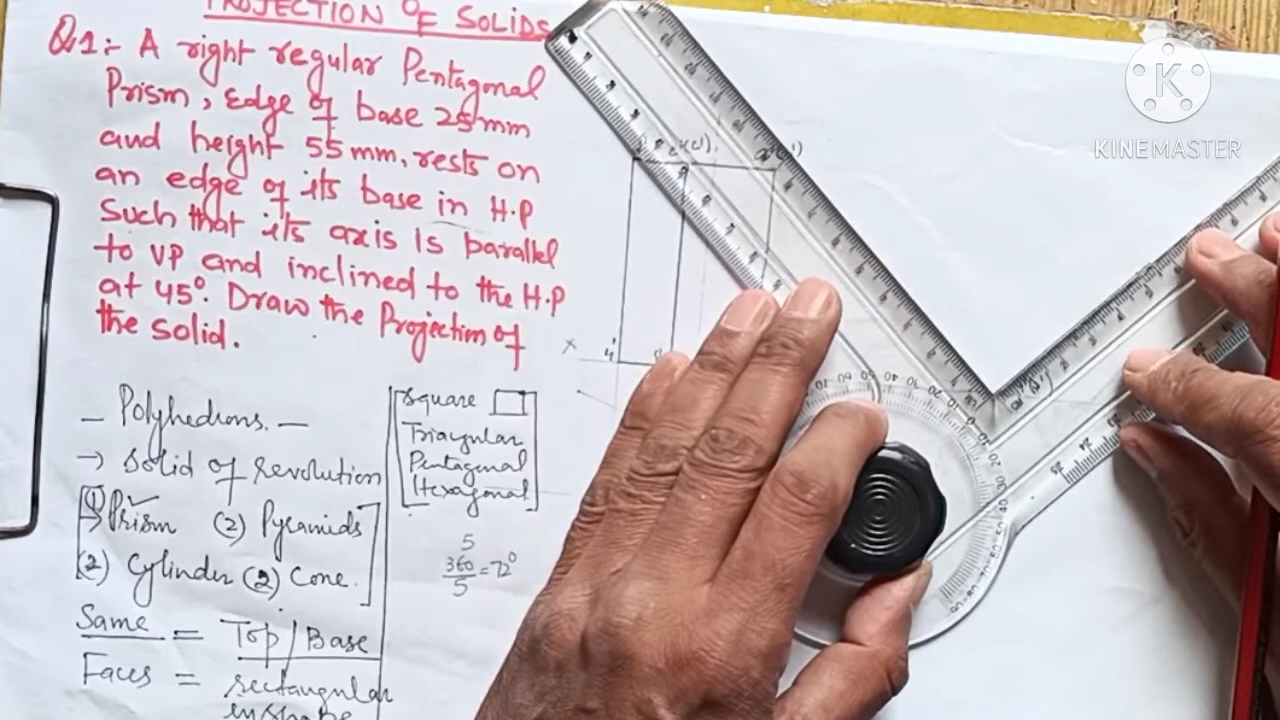 PROJECTION OF SOLIDS
Q.1:- A right regular Pentagonal
Prism, Edge of base 25mm
and height 55mm, rests on
an edge of its base in H.P
Such that its axis is parallel
to VP and inclined to the H.P
at 45°. Draw the Projection of
the solid.
- Polyhedrons. -
→ Solid of revolution
(1) Prism (2) Pyramids
(2) Cylinder (2) Cone.
Same = Top / Base
Faces = rectangular
in shape
Square
Triangular
Pentagonal
Hexagonal
5
360/5 = 72°
X
K
KINEMASTER